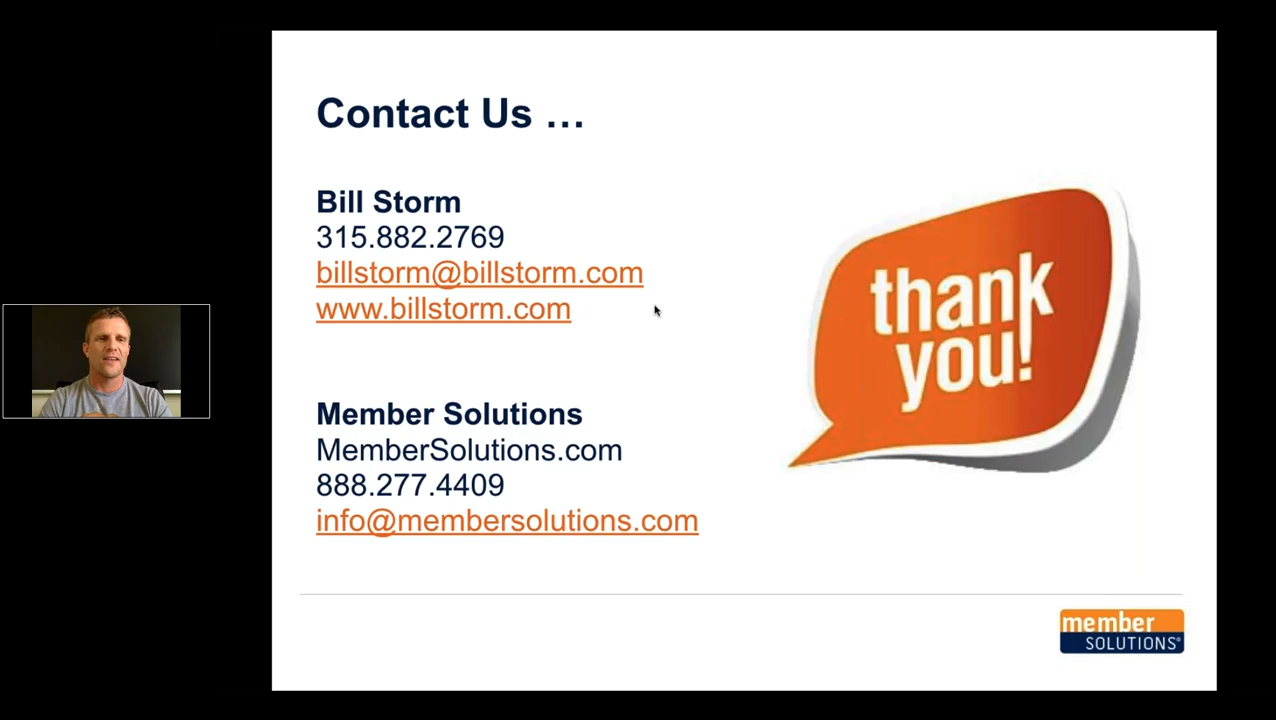 Contact Us …
Bill Storm
315.882.2769
billstorm@billstorm.com
www.billstorm.com
thank
you!
Member Solutions
MemberSolutions.com
888.277.4409
info@membersolutions.com
member
SOLUTIONS®